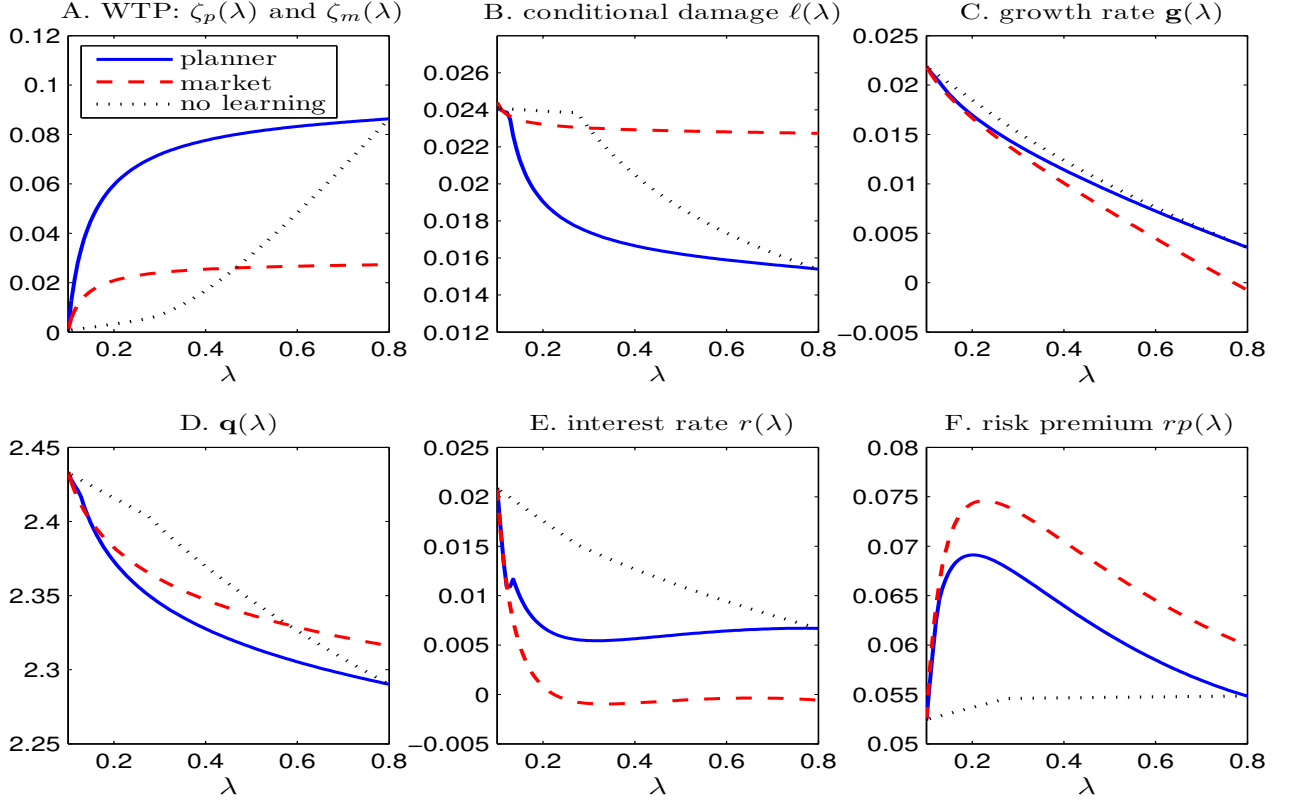 A. WTP: ζp(λ) and ζm(λ)
B. conditional damage ℓ(λ)
C. growth rate g(λ)
0.12
0.1
0.08
0.06
0.04
0.02
0
planner
market
no learning
0.2 0.4 0.6 0.8
λ
0.026
0.024
0.022
0.02
0.018
0.016
0.014
0.012
0.2 0.4 0.6 0.8
λ
0.025
0.02
0.015
0.01
0.005
0
−0.005
0.2 0.4 0.6 0.8
λ
D. q(λ)
E. interest rate r(λ)
F. risk premium rp(λ)
2.45
2.4
2.35
2.3
2.25
0.2 0.4 0.6 0.8
λ
0.02
0.015
0.01
0.005
0
−0.005
0.2 0.4 0.6 0.8
λ
0.08
0.075
0.07
0.065
0.06
0.055
0.05
0.2 0.4 0.6 0.8
λ